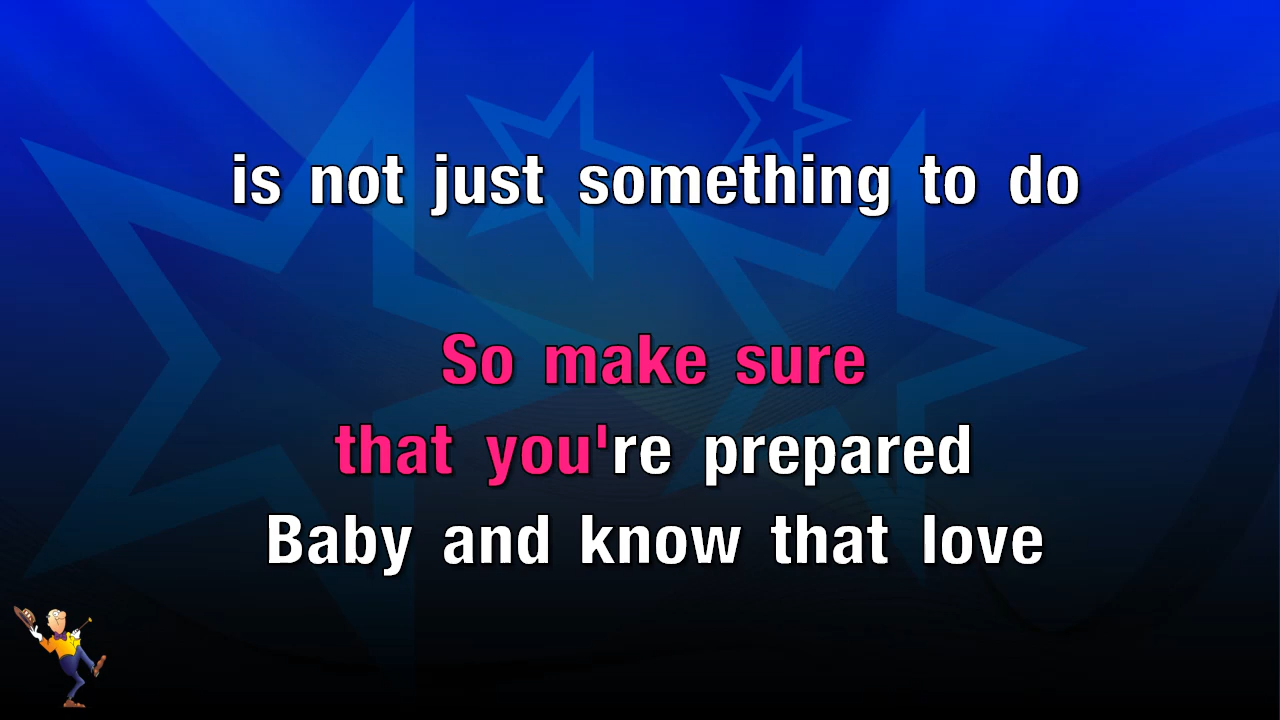 is not just something to do
So make sure
that you're prepared
Baby and know that love